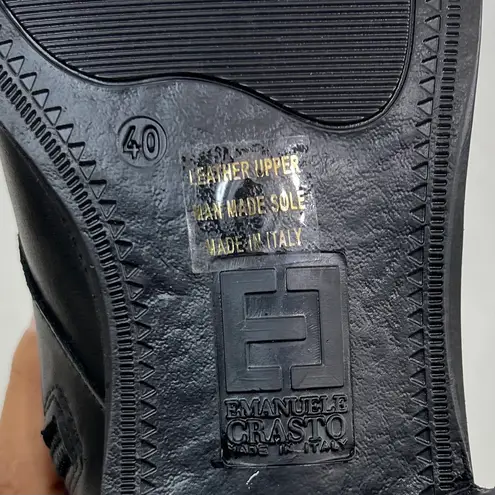 40
LEATHER UPPER
MAN MADE SOLE
MADE IN ITALY
E
EMANUELE
CRASTO
MADE IN ITALY